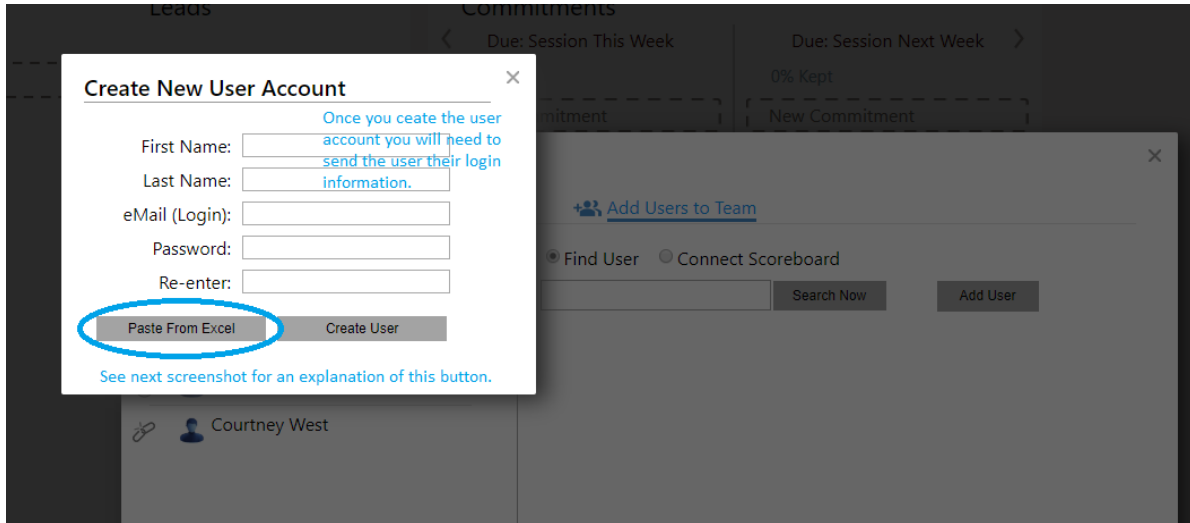 Leads
Commitments
Due: Session This Week
Due: Session Next Week
0% Kept
mitment
New Commitment
Create New User Account
Once you ceate the user
account you will need to
send the user their login
information.
First Name:
Last Name:
eMail (Login):
Password:
Re-enter:
Paste From Excel
Create User
See next screenshot for an explanation of this button.
Add Users to Team
Find User
Connect Scoreboard
Search Now
Add User
Courtney West